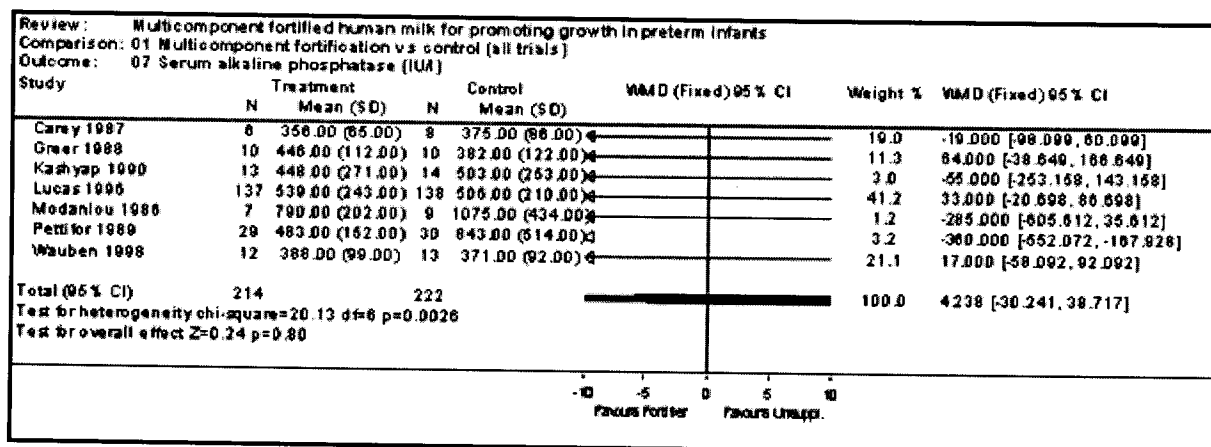 Review: Multicomponent fortified human milk for promoting growth in preterm infants
Comparison: 01 Multicomponent fortification vs control (all trials)
Outcome: 07 Serum alkaline phosphatase (IU/l)
Study Treatment Control WMD (Fixed) 95% CI Weight % WMD (Fixed) 95% CI
N Mean (SD) N Mean (SD)
Carey 1987 6 356.00 (65.00) 8 375.00 (86.00) 19.0 -19.000 [-98.099, 60.099]
Greer 1988 10 446.00 (112.00) 10 382.00 (122.00) 11.3 64.000 [-38.649, 166.649]
Kashyap 1990 13 448.00 (271.00) 14 503.00 (253.00) 3.0 -55.000 [-253.158, 143.158]
Lucas 1996 137 539.00 (243.00) 138 506.00 (210.00) 41.2 33.000 [-20.698, 86.698]
Modanlou 1986 7 790.00 (202.00) 9 1075.00 (434.00) 1.2 -285.000 [-605.612, 35.612]
Pettifor 1989 29 483.00 (152.00) 30 843.00 (514.00) 3.2 -360.000 [-552.072, -167.928]
Wauben 1998 12 388.00 (99.00) 13 371.00 (92.00) 21.1 17.000 [-58.092, 92.092]
Total (95% CI) 214 222 100.0 4.238 [-30.241, 38.717]
Test for heterogeneity chi-square=20.13 df=6 p=0.0026
Test for overall effect Z=0.24 p=0.80
-10 -5 0 5 10
Favours Fortifier Favours Unsuppl.